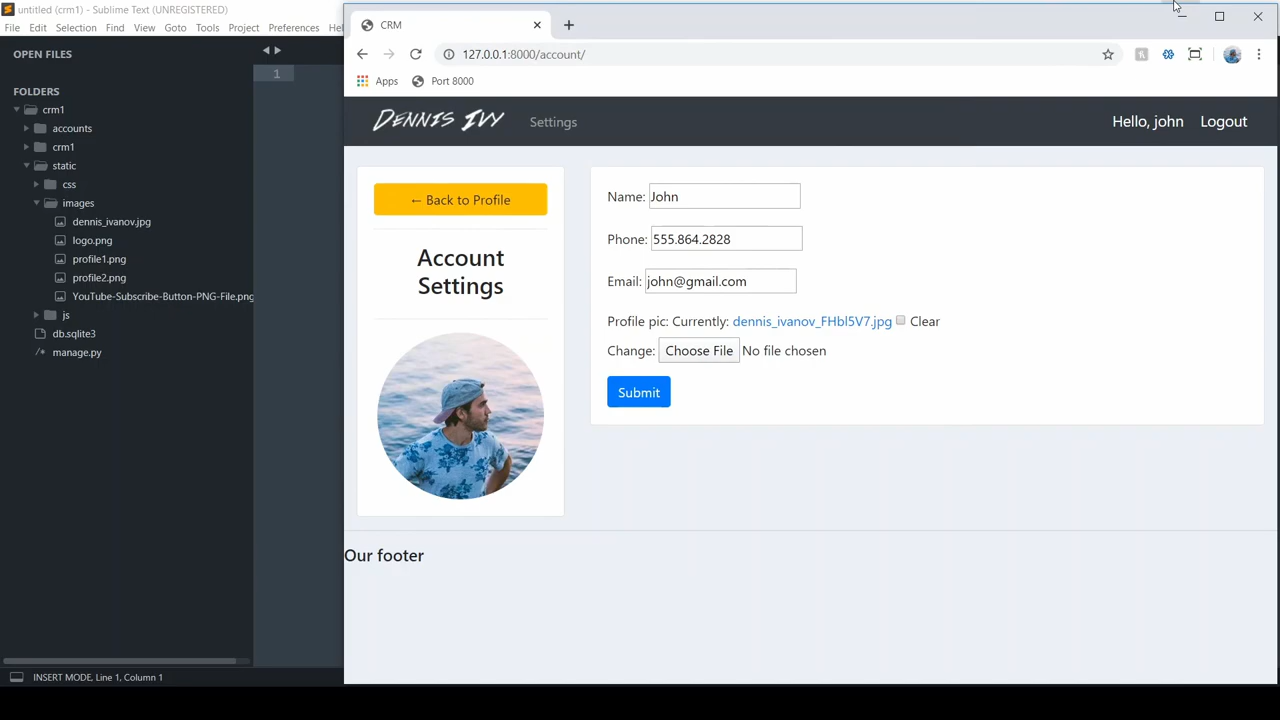 untitled (crm1) - Sublime Text (UNREGISTERED)
File Edit Selection Find View Goto Tools Project Preferences Hel
OPEN FILES
FOLDERS
crm1
accounts
crm1
static
css
images
dennis_ivanov.jpg
logo.png
profile1.png
profile2.png
YouTube-Subscribe-Button-PNG-File.png
js
db.sqlite3
/* manage.py
1
INSERT MODE, Line 1, Column 1
CRM
127.0.0.1:8000/account/
Apps Port 8000
DENNIS IVY Settings Hello, john Logout
← Back to Profile
Account
Settings
Name: John
Phone: 555.864.2828
Email: john@gmail.com
Profile pic: Currently: dennis_ivanov_FHbl5V7.jpg Clear
Change: Choose File No file chosen
Submit
Our footer